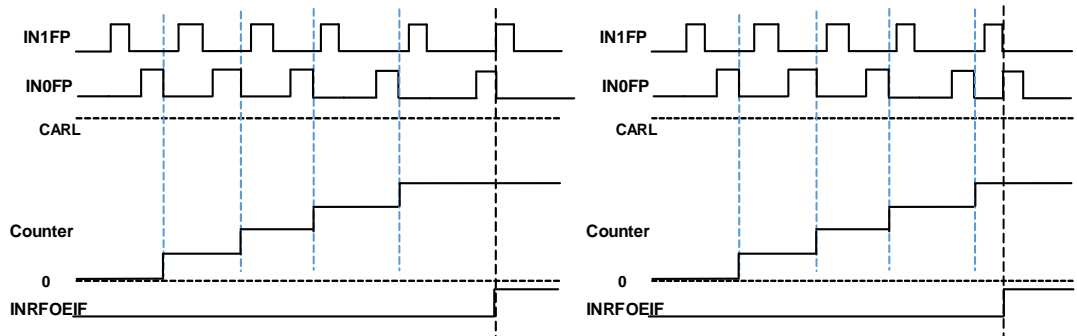 IN1FP
IN0FP
CARL
Counter
0
INRFOEIF
IN1FP
IN0FP
CARL
Counter
0
INRFOEIF